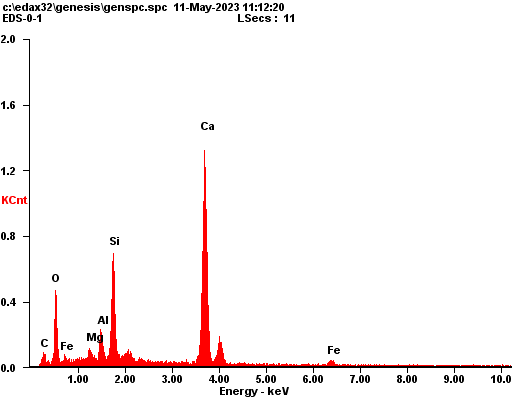 c:\edax32\genesis\genspc.spc 11-May-2023 11:12:20
EDS-0-1 LSecs : 11
2.0
1.6
Ca
1.2
KCnt
0.8
Si
O
0.4
Al
Mg
C
Fe
Fe
0.0
1.00 2.00 3.00 4.00 5.00 6.00 7.00 8.00 9.00 10.0
Energy - keV